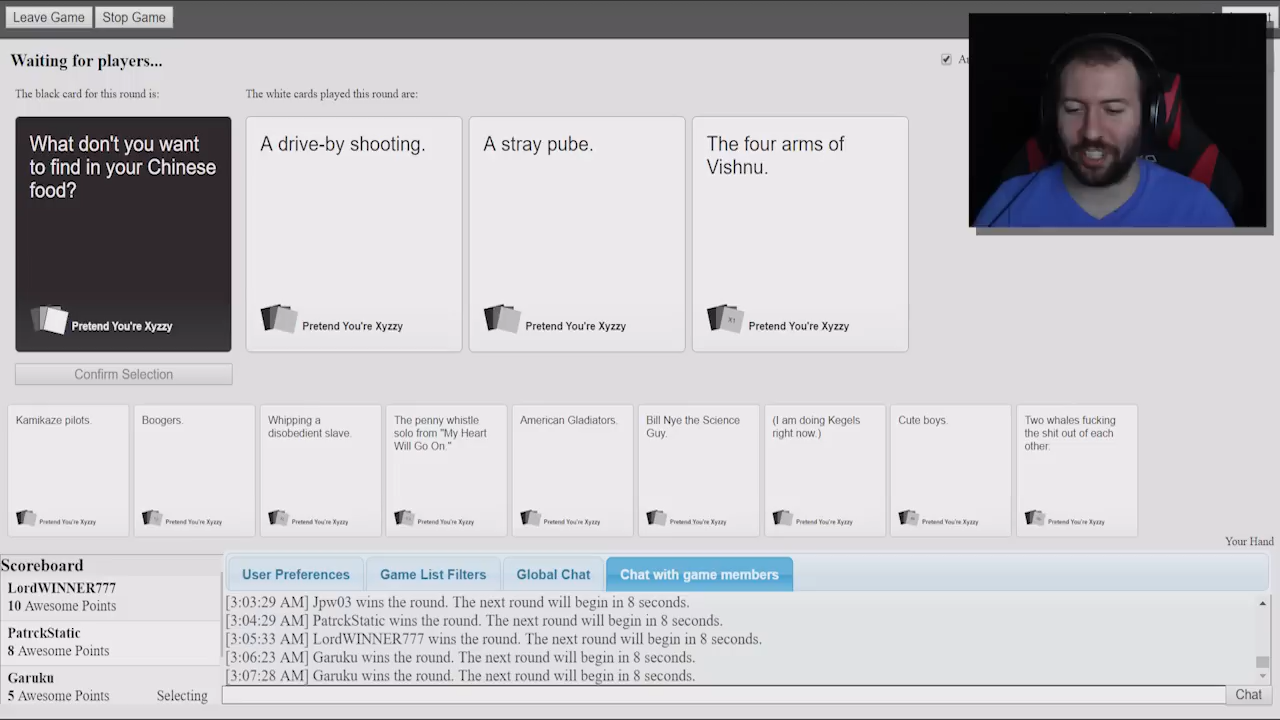 Leave Game
Stop Game
Waiting for players...
The black card for this round is:
The white cards played this round are:
What don't you want
to find in your Chinese
food?
Pretend You're Xyzzy
A drive-by shooting.
Pretend You're Xyzzy
A stray pube.
Pretend You're Xyzzy
The four arms of
Vishnu.
X1
Pretend You're Xyzzy
Confirm Selection
Kamikaze pilots.
Pretend You're Xyzzy
Boogers.
Pretend You're Xyzzy
Whipping a
disobedient slave.
Pretend You're Xyzzy
The penny whistle
solo from "My Heart
Will Go On."
Pretend You're Xyzzy
American Gladiators.
Pretend You're Xyzzy
Bill Nye the Science
Guy.
Pretend You're Xyzzy
(I am doing Kegels
right now.)
Pretend You're Xyzzy
Cute boys.
Pretend You're Xyzzy
Two whales fucking
the shit out of each
other.
Pretend You're Xyzzy
Your Hand
Scoreboard
LordWINNER777
10 Awesome Points
PatrckStatic
8 Awesome Points
Garuku
5 Awesome Points Selecting
User Preferences
Game List Filters
Global Chat
Chat with game members
[3:03:29 AM] Jpw03 wins the round. The next round will begin in 8 seconds.
[3:04:29 AM] PatrckStatic wins the round. The next round will begin in 8 seconds.
[3:05:33 AM] LordWINNER777 wins the round. The next round will begin in 8 seconds.
[3:06:23 AM] Garuku wins the round. The next round will begin in 8 seconds.
[3:07:28 AM] Garuku wins the round. The next round will begin in 8 seconds.
Chat